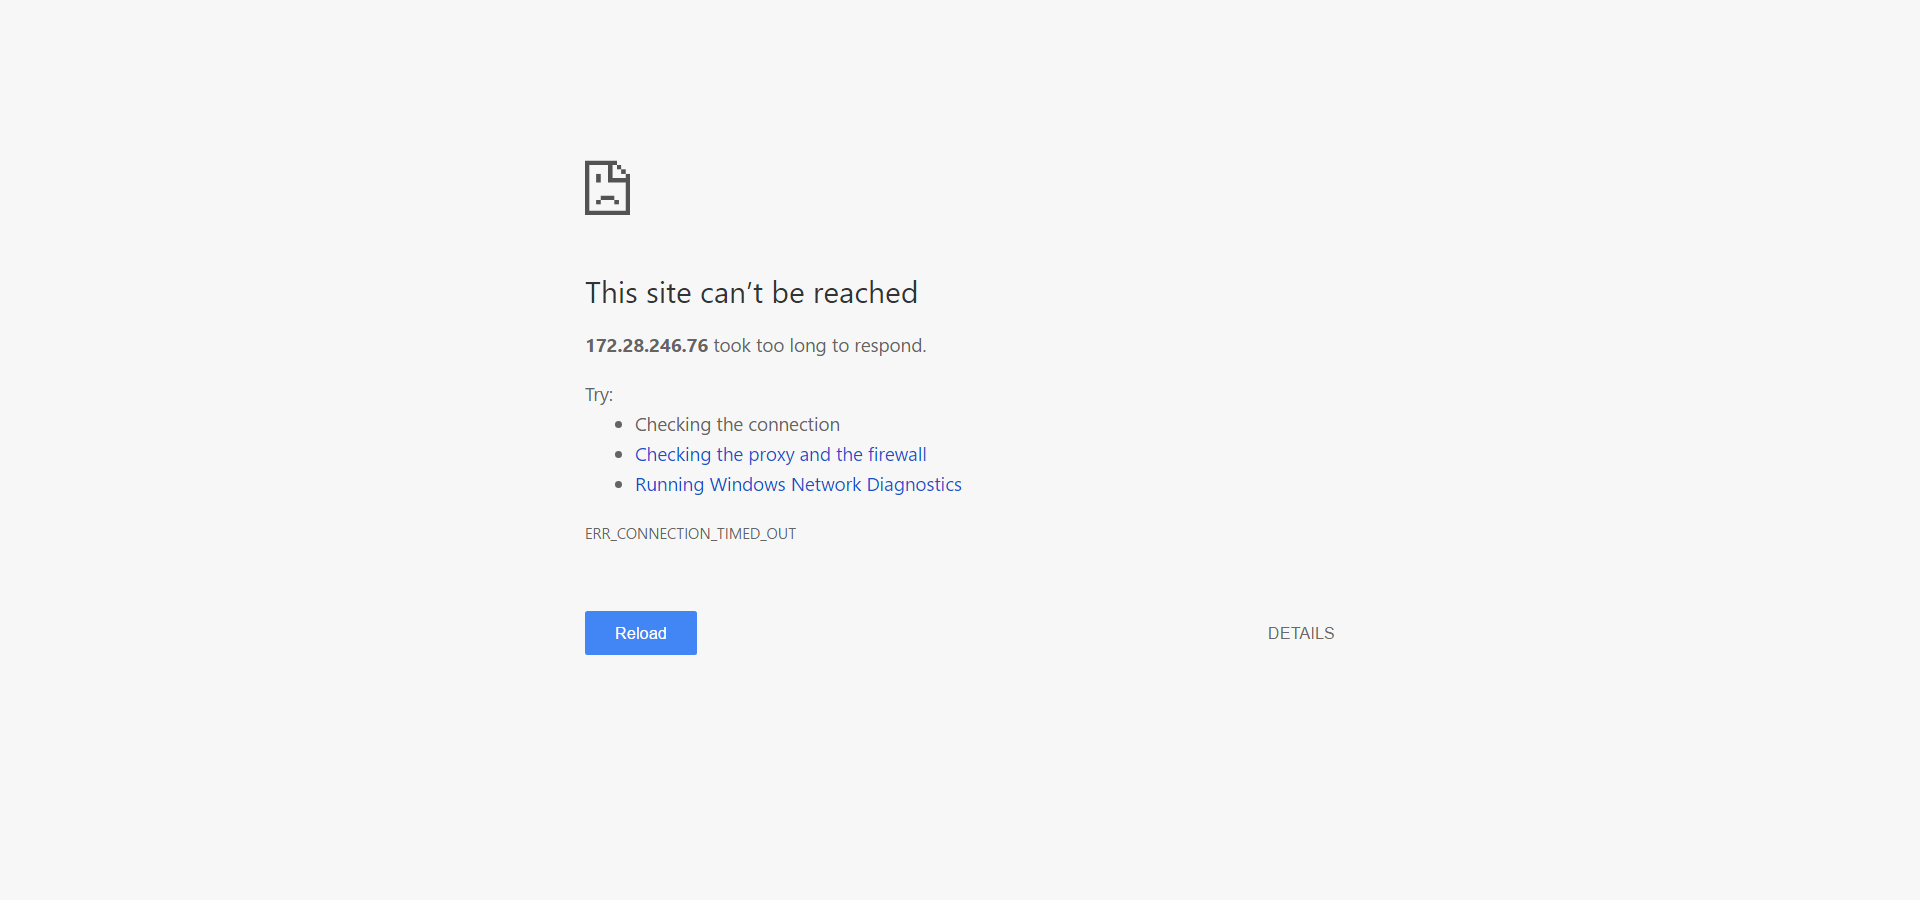 This site can’t be reached
172.28.246.76 took too long to respond.
Try:
Checking the connection
Checking the proxy and the firewall
Running Windows Network Diagnostics
ERR_CONNECTION_TIMED_OUT
Reload
DETAILS